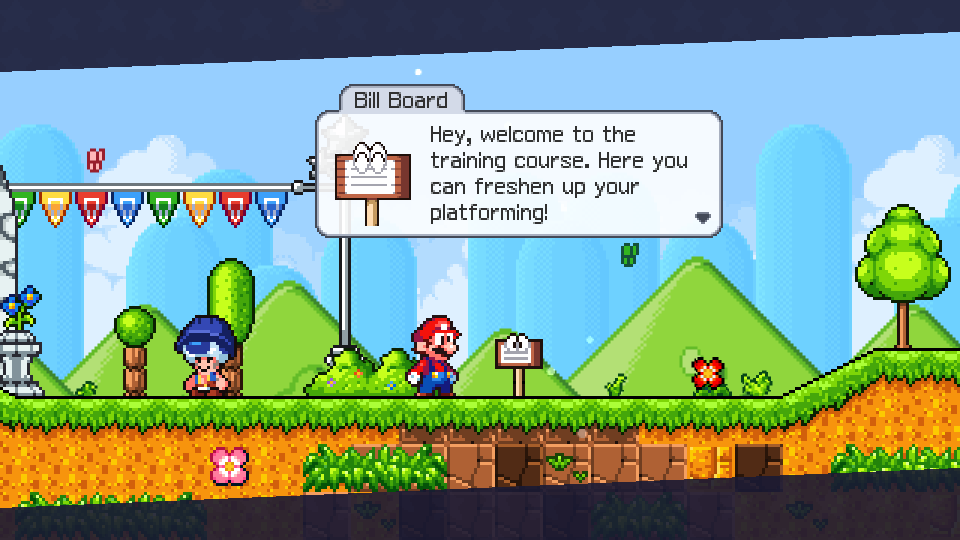 Bill Board
Hey, welcome to the
training course. Here you
can freshen up your
platforming!